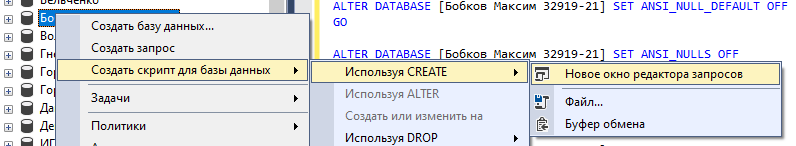 Бельченко
Бо
Во
Гн
Го
Го
Да
Де
ИГ
Создать базу данных...
Создать запрос
Создать скрипт для базы данных
Задачи
Политики
Используя CREATE
Используя ALTER
Создать или изменить на
Используя DROP
Новое окно редактора запросов
Файл...
Буфер обмена
ALTER DATABASE [Бобков Максим 32919-21] SET ANSI_NULL_DEFAULT OFF
GO
ALTER DATABASE [Бобков Максим 32919-21] SET ANSI_NULLS OFF